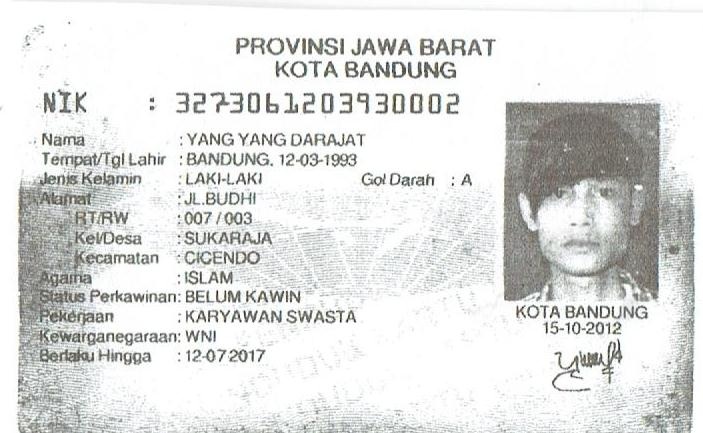 PROVINSI JAWA BARAT
KOTA BANDUNG
NIK : 3273061203930002
Nama : YANG YANG DARAJAT
Tempat/Tgl Lahir : BANDUNG, 12-03-1993
Jenis Kelamin : LAKI-LAKI Gol Darah : A
Alamat : JL.BUDHI
RT/RW : 007 / 003
Kel/Desa : SUKARAJA
Kecamatan : CICENDO
Agama : ISLAM
Status Perkawinan: BELUM KAWIN
Pekerjaan : KARYAWAN SWASTA
Kewarganegaraan: WNI
Berlaku Hingga : 12-07 2017
KOTA BANDUNG
15-10-2012